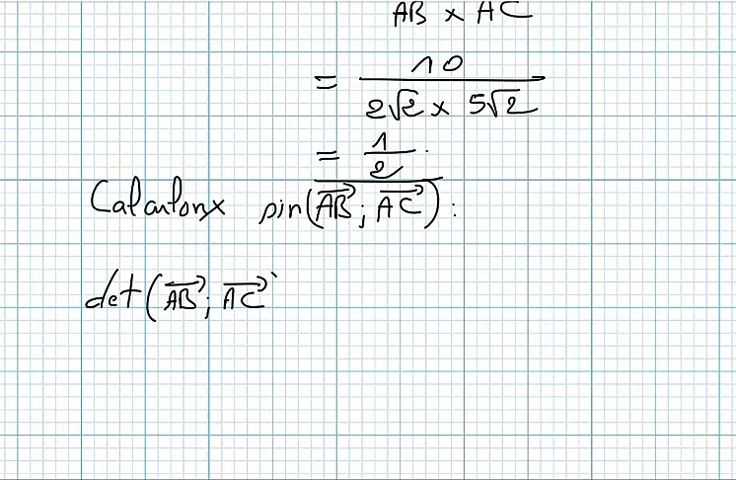 AB × AC
= 10 / 2√2 × 5√2
= 1/2.
Calculons sin(AB; AC):
det(AB; AC